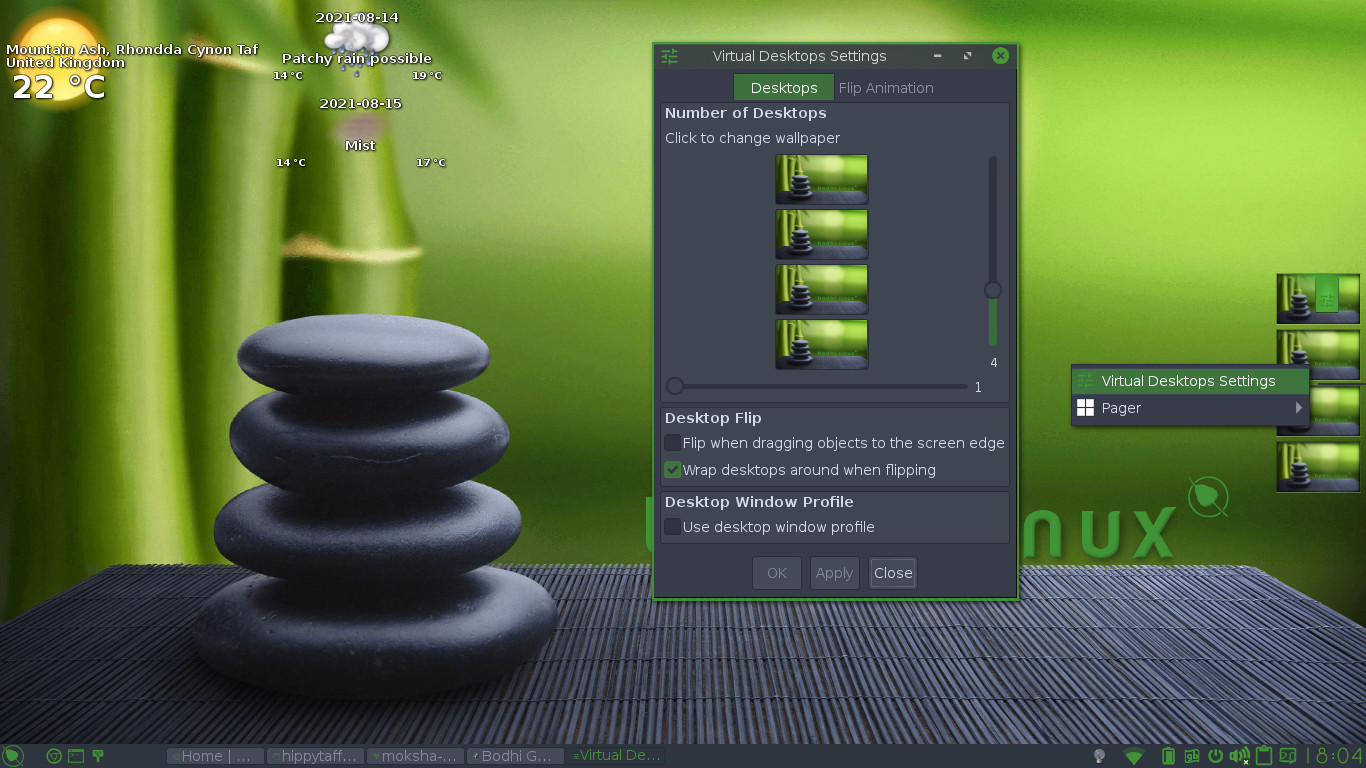 2021-08-14
Mountain Ash, Rhondda Cynon Taf
United Kingdom
22 °C
Patchy rain possible
14°C 19°C
2021-08-15
Mist
14°C 17°C
Virtual Desktops Settings
Desktops Flip Animation
Number of Desktops
Click to change wallpaper
4
1
Desktop Flip
Flip when dragging objects to the screen edge
Wrap desktops around when flipping
Desktop Window Profile
Use desktop window profile
OK Apply Close
Virtual Desktops Settings
Pager
nux
Home | ... hippytaff... moksha-... Bodhi G... Virtual De... gb 18:04